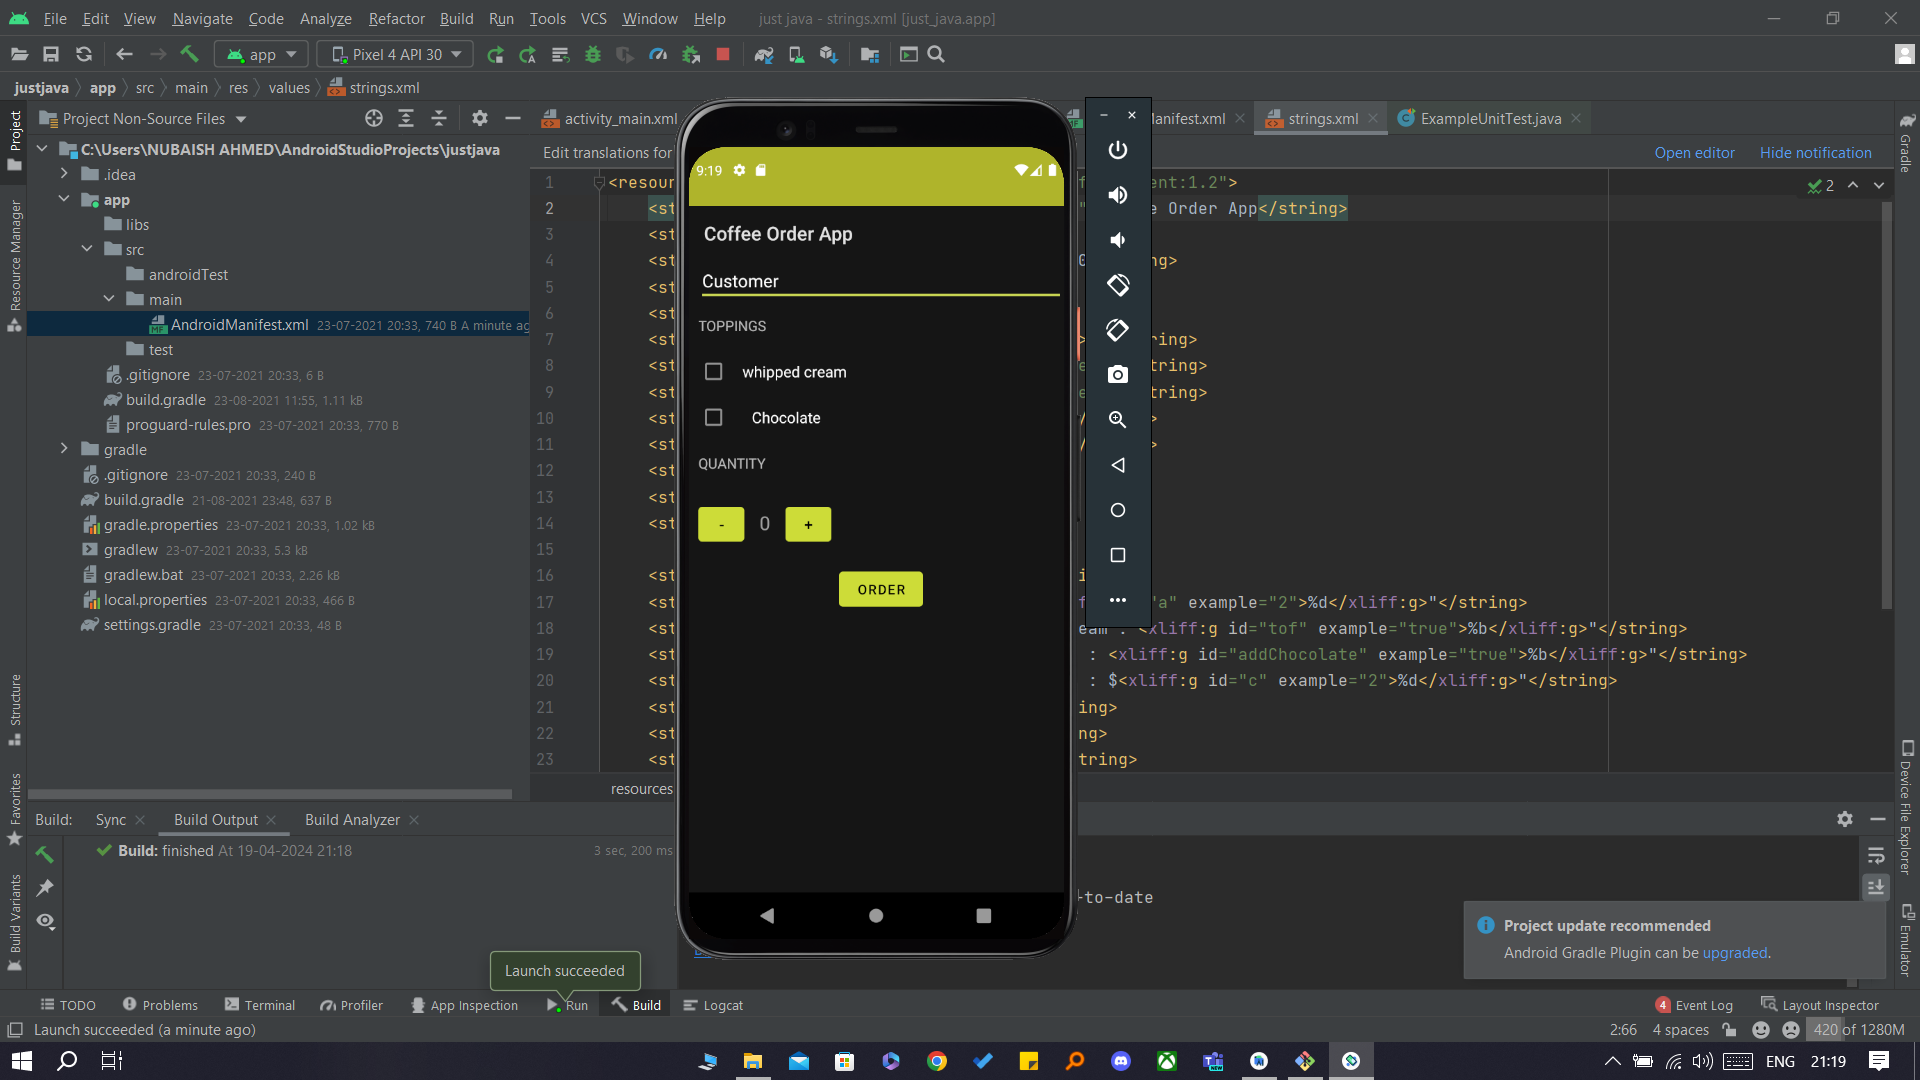 File Edit View Navigate Code Analyze Refactor Build Run Tools VCS Window Help just java - strings.xml [just_java.app]
app Pixel 4 API 30
justjava app src main res values strings.xml
Project Non-Source Files
activity_main.xml
Manifest.xml strings.xml ExampleUnitTest.java
C:\Users\NUBAISH AHMED\AndroidStudioProjects\justjava
.idea
app
libs
src
androidTest
main
AndroidManifest.xml 23-07-2021 20:33, 740 B A minute ag
test
.gitignore 23-07-2021 20:33, 6 B
build.gradle 23-08-2021 11:55, 1.11 kB
proguard-rules.pro 23-07-2021 20:33, 770 B
gradle
.gitignore 23-07-2021 20:33, 240 B
build.gradle 21-08-2021 23:48, 637 B
gradle.properties 23-07-2021 20:33, 1.02 kB
gradlew 23-07-2021 20:33, 5.3 kB
gradlew.bat 23-07-2021 20:33, 2.26 kB
local.properties 23-07-2021 20:33, 466 B
settings.gradle 23-07-2021 20:33, 48 B
Project
Resource Manager
Structure
Favorites
Build Variants
Edit translations for
Open editor Hide notification
1 <resour ent:1.2">
2 <st e Order App</string>
3 <st
4 <st ng>
5 <st
6 <st
7 <st ring>
8 <st string>
9 <st string>
10 <st >
11 <st >
12 <st
13 <st
14 <st
15
16 <st
17 <st "a" example="2">%d</xliff:g>"</string>
18 <st eam : <xliff:g id="tof" example="true">%b</xliff:g>"</string>
19 <st : <xliff:g id="addChocolate" example="true">%b</xliff:g>"</string>
20 <st : $<xliff:g id="c" example="2">%d</xliff:g>"</string>
21 <st ing>
22 <st ng>
23 <st tring>
resources
2
9:19
Coffee Order App
Customer
TOPPINGS
whipped cream
Chocolate
QUANTITY
- 0 +
ORDER
Gradle
Device File Explorer
Emulator
Build: Sync Build Output Build Analyzer
Build: finished At 19-04-2024 21:18 3 sec, 200 ms
-to-date
Project update recommended
Android Gradle Plugin can be upgraded.
Launch succeeded
TODO Problems Terminal Profiler App Inspection Run Build Logcat 4 Event Log Layout Inspector
Launch succeeded (a minute ago) 2:66 4 spaces 420 of 1280M
ENG 21:19